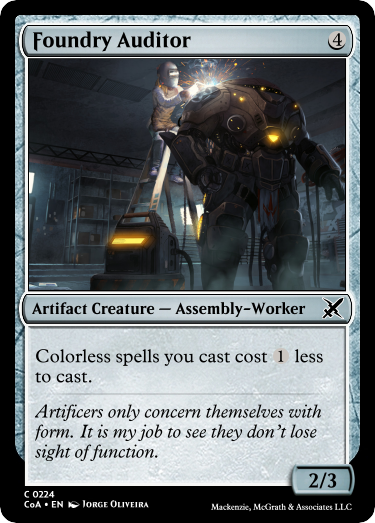 Foundry Auditor 4
Artifact Creature — Assembly-Worker
Colorless spells you cast cost 1 less
to cast.
Artificers only concern themselves with
form. It is my job to see they don't lose
sight of function.
2/3
C 0224
CoA • EN Jorge Oliveira
Mackenzie, McGrath & Associates LLC